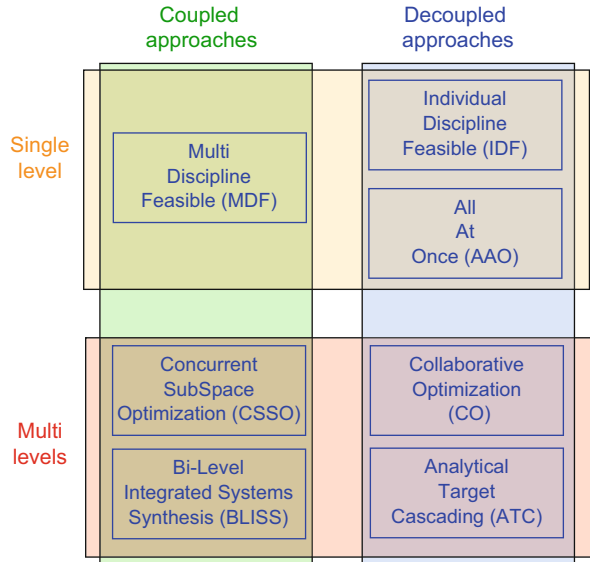 Coupled
approaches
Decoupled
approaches
Single
level
Multi
Discipline
Feasible (MDF)
Individual
Discipline
Feasible (IDF)
All
At
Once (AAO)
Multi
levels
Concurrent
SubSpace
Optimization (CSSO)
Collaborative
Optimization
(CO)
Bi-Level
Integrated Systems
Synthesis (BLISS)
Analytical
Target
Cascading (ATC)